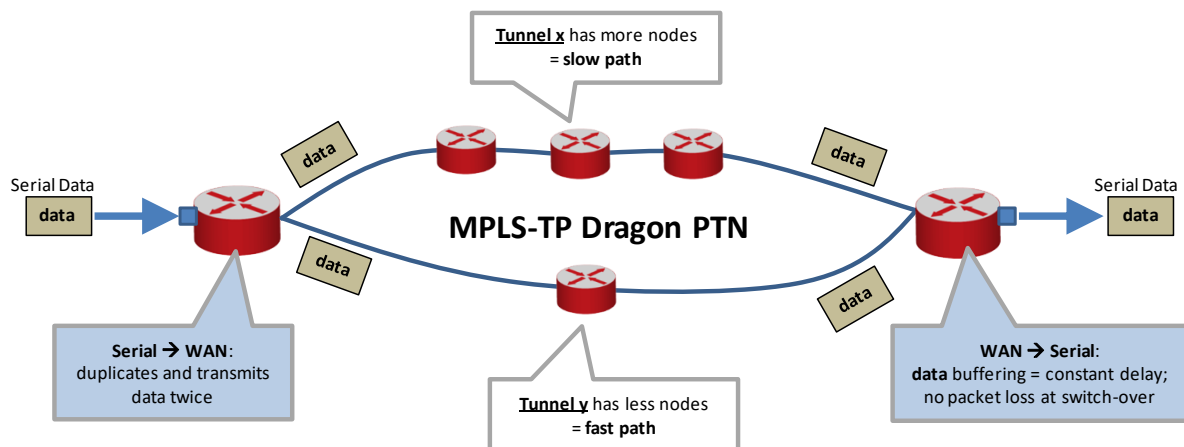 Tunnel x has more nodes
= slow path
data
data
Serial Data
data
Serial Data
data
MPLS-TP Dragon PTN
data
data
Serial → WAN:
duplicates and transmits
data twice
WAN → Serial:
data buffering = constant delay;
no packet loss at switch-over
Tunnel y has less nodes
= fast path